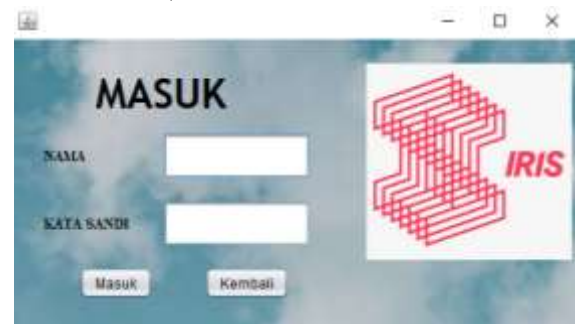 MASUK
NAMA
IRIS
KATA SANDI
Masuk Kembali